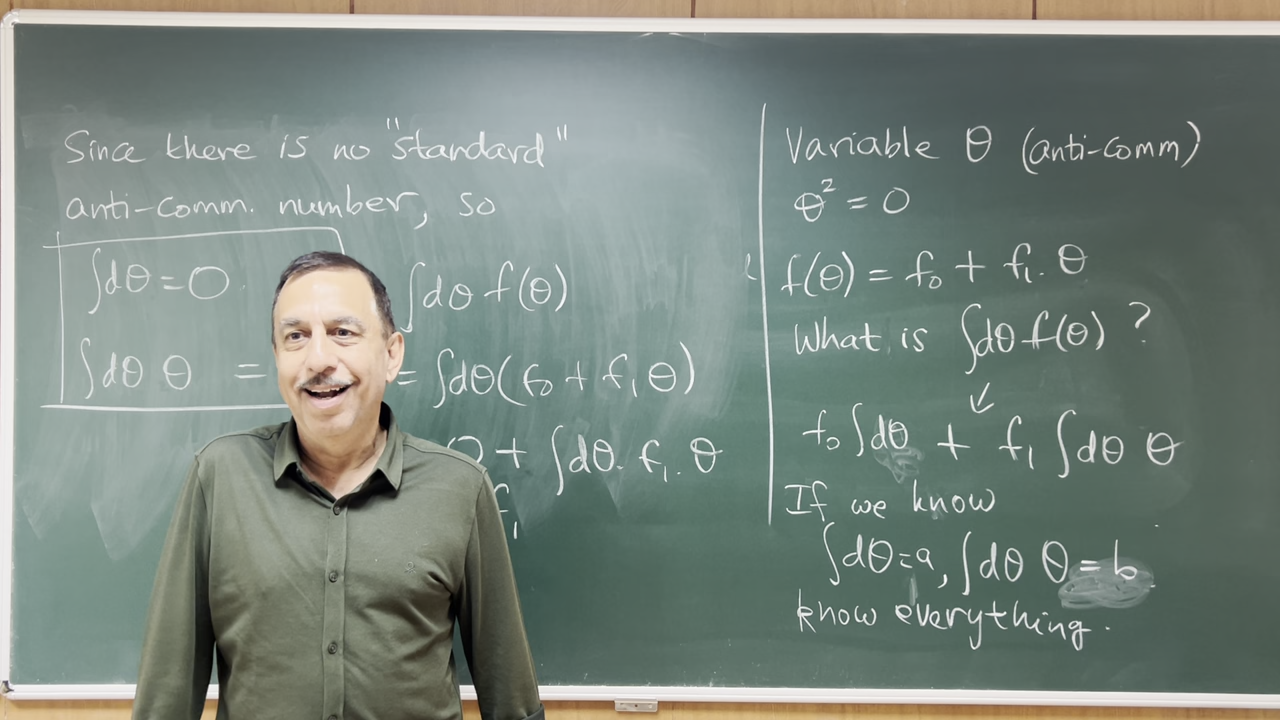 Since there is no "standard"
anti-comm. number, so
∫dθ = 0
∫dθ θ =
∫dθ f(θ)
= ∫dθ(f₀ + f₁θ)
0 + ∫dθ. f₁. θ
f₁
Variable θ (anti-comm)
θ² = 0
f(θ) = f₀ + f₁. θ
What is ∫dθ f(θ) ?
↙
f₀ ∫dθ + f₁ ∫dθ θ
If we know
∫dθ = a, ∫dθ θ = b
know everything.